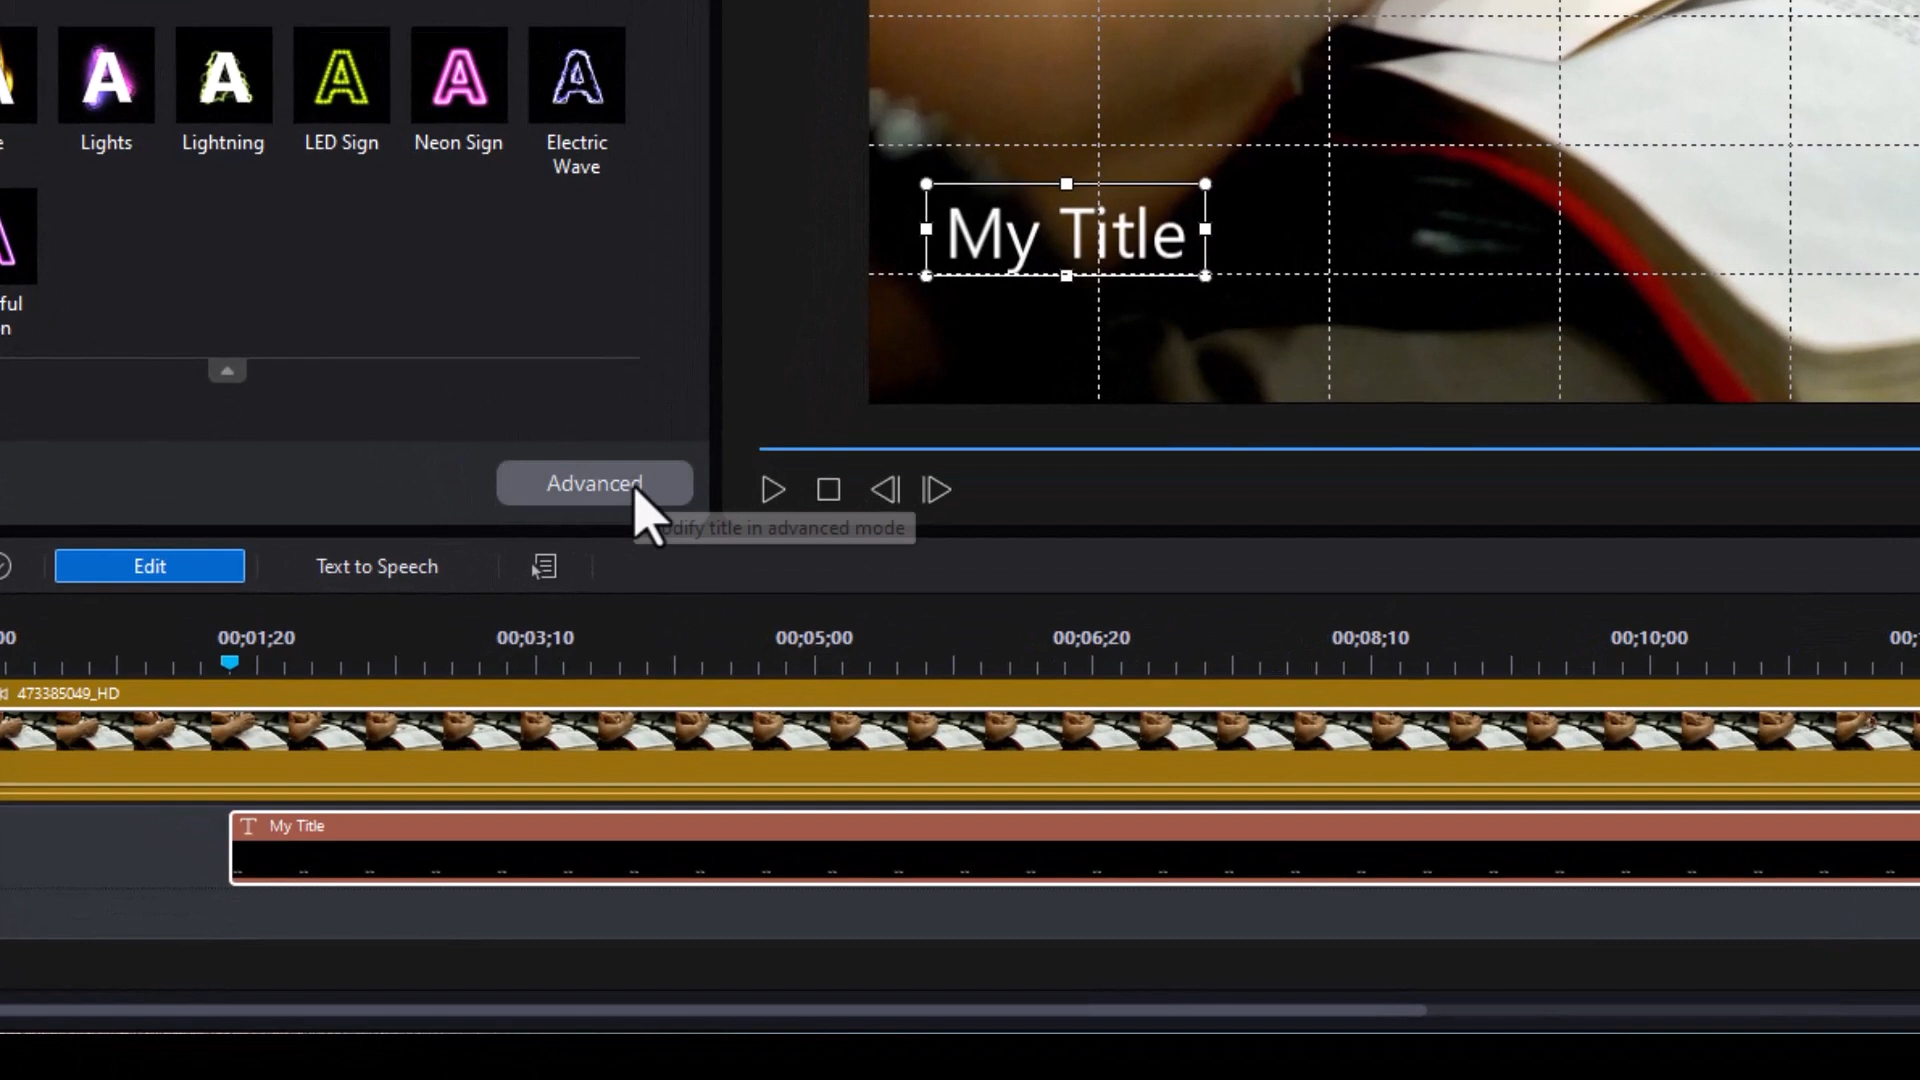 A A A A A
Lights Lightning LED Sign Neon Sign Electric
Wave
My Title
Advanced
modify title in advanced mode
Edit Text to Speech
00;01;20 00;03;10 00;05;00 00;06;20 00;08;10 00;10;00
473385049_HD
T My Title